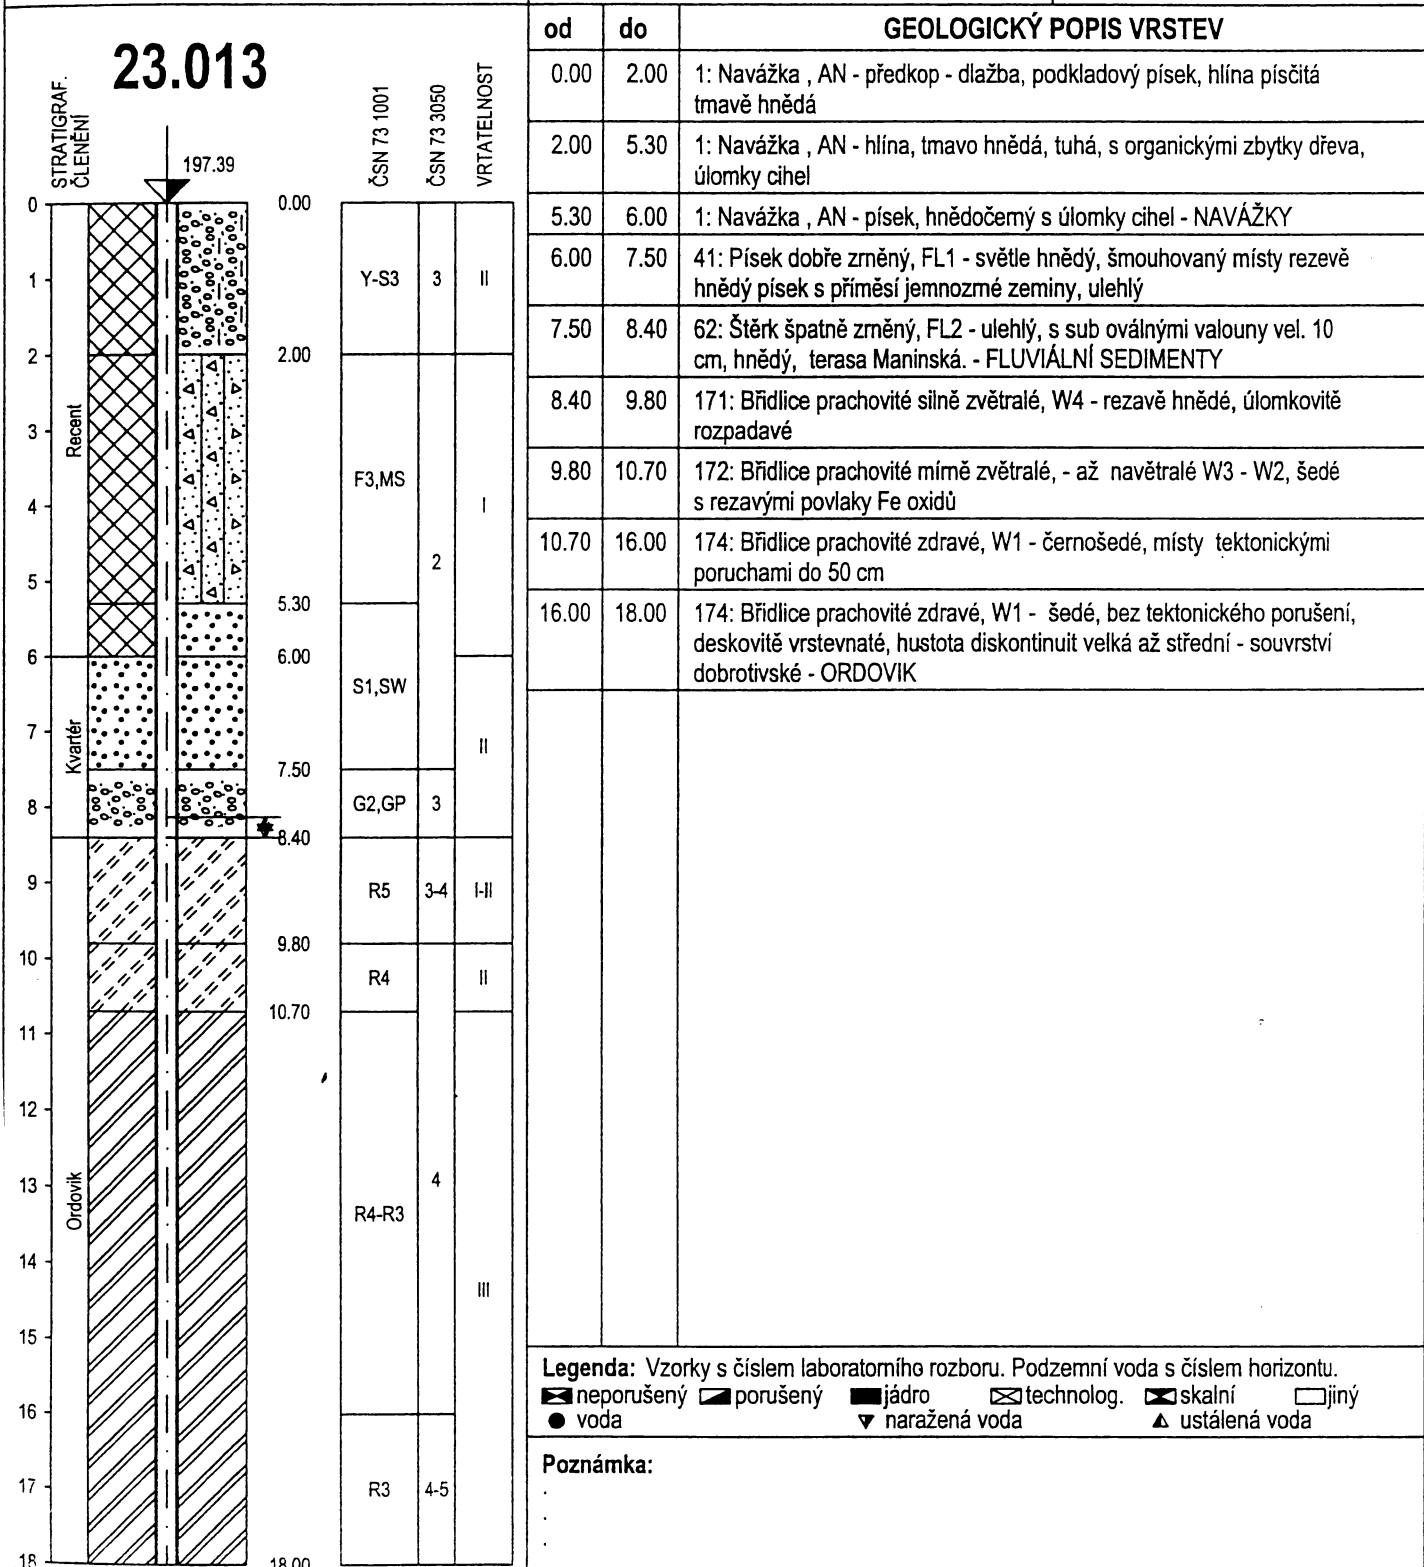 23.013
STRATIGRAF.
ČLENĚNÍ
197.39
ČSN 73 1001
ČSN 73 3050
VRTATELNOST
0
1
2
3
4
5
6
7
8
9
10
11
12
13
14
15
16
17
18
Recent
Kvartér
Ordovik
0.00
2.00
5.30
6.00
7.50
8.40
9.80
10.70
18.00
Y-S3
F3,MS
S1,SW
G2,GP
R5
R4
R4-R3
R3
3
2
3
3-4
4
4-5
II
I
II
I-II
II
III
od do GEOLOGICKÝ POPIS VRSTEV
0.00 2.00 1: Navážka , AN - předkop - dlažba, podkladový písek, hlína písčitá
tmavě hnědá
2.00 5.30 1: Navážka , AN - hlína, tmavo hnědá, tuhá, s organickými zbytky dřeva,
úlomky cihel
5.30 6.00 1: Navážka , AN - písek, hnědočerný s úlomky cihel - NAVÁŽKY
6.00 7.50 41: Písek dobře zrněný, FL1 - světle hnědý, šmouhovaný místy rezevě
hnědý písek s příměsí jemnozrné zeminy, ulehlý
7.50 8.40 62: Štěrk špatně zrněný, FL2 - ulehlý, s sub oválnými valouny vel. 10
cm, hnědý, terasa Maninská. - FLUVIÁLNÍ SEDIMENTY
8.40 9.80 171: Břidlice prachovité silně zvětralé, W4 - rezavě hnědé, úlomkovitě
rozpadavé
9.80 10.70 172: Břidlice prachovité mírně zvětralé, - až navětralé W3 - W2, šedé
s rezavými povlaky Fe oxidů
10.70 16.00 174: Břidlice prachovité zdravé, W1 - černošedé, místy tektonickými
poruchami do 50 cm
16.00 18.00 174: Břidlice prachovité zdravé, W1 - šedé, bez tektonického porušení,
deskovitě vrstevnaté, hustota diskontinuit velká až střední - souvrství
dobrotivské - ORDOVIK
Legenda: Vzorky s číslem laboratorního rozboru. Podzemní voda s číslem horizontu.
neporušený porušený jádro technolog. skalní jiný
voda naražená voda ustálená voda
Poznámka:
.
.
.